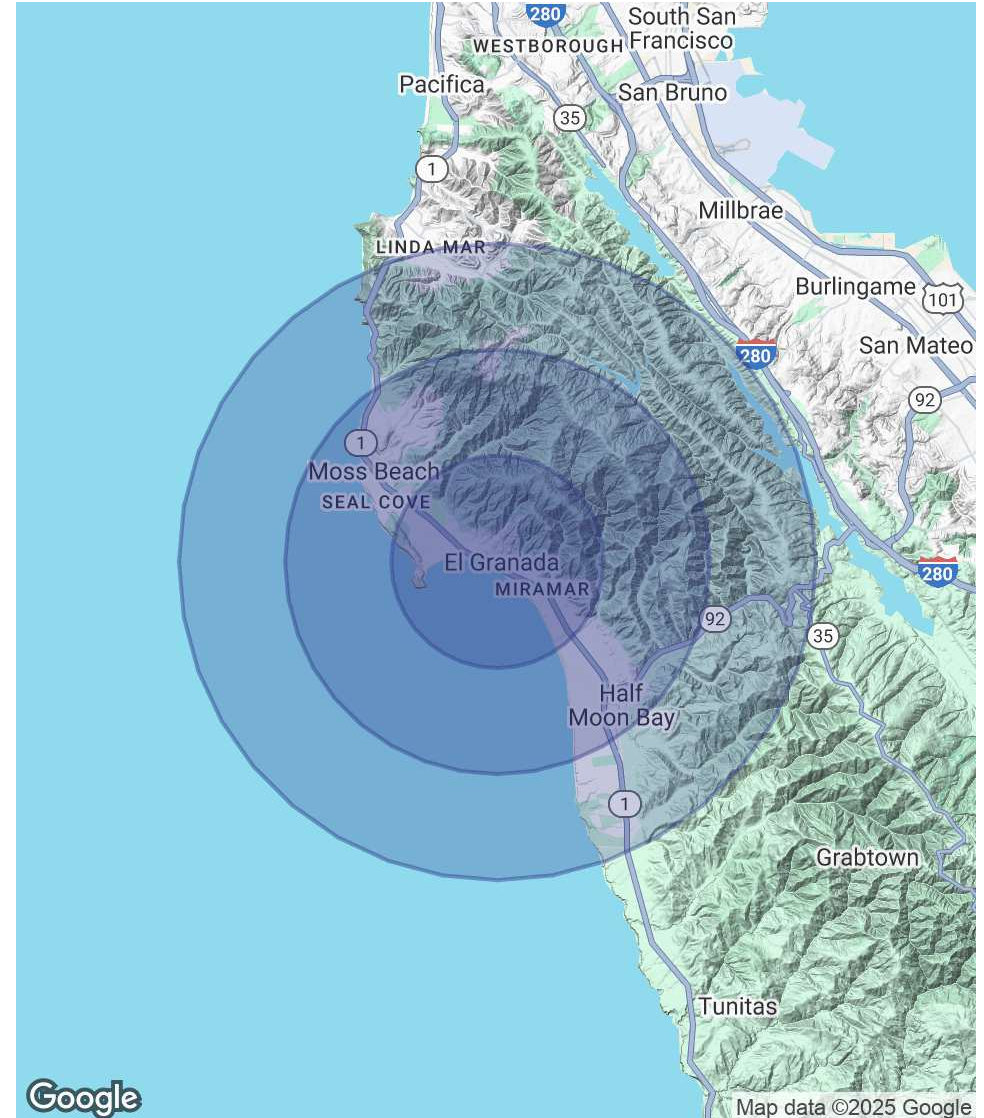 280
South San
Francisco
WESTBOROUGH
Pacifica
San Bruno
35
1
Millbrae
LINDA MAR
Burlingame
101
San Mateo
280
92
1
Moss Beach
SEAL COVE
El Granada
MIRAMAR
280
92
35
Half
Moon Bay
1
Grabtown
Tunitas
Google
Map data ©2025 Google